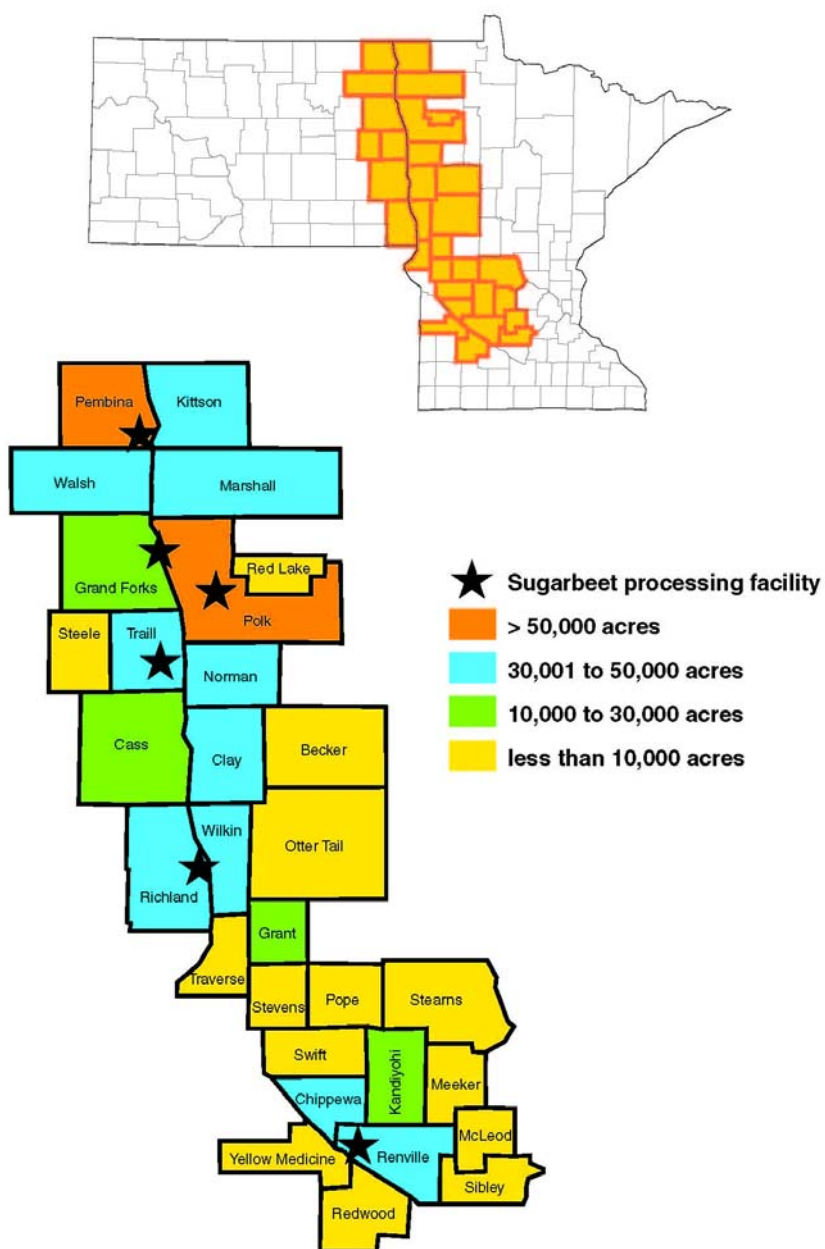 Pembina
Kittson
Walsh
Marshall
Grand Forks
Red Lake
Polk
Steele
Traill
Norman
Cass
Clay
Becker
Wilkin
Otter Tail
Richland
Grant
Traverse
Stevens
Pope
Stearns
Swift
Kandiyohi
Meeker
Chippewa
McLeod
Yellow Medicine
Renville
Sibley
Redwood
Sugarbeet processing facility
> 50,000 acres
30,001 to 50,000 acres
10,000 to 30,000 acres
less than 10,000 acres